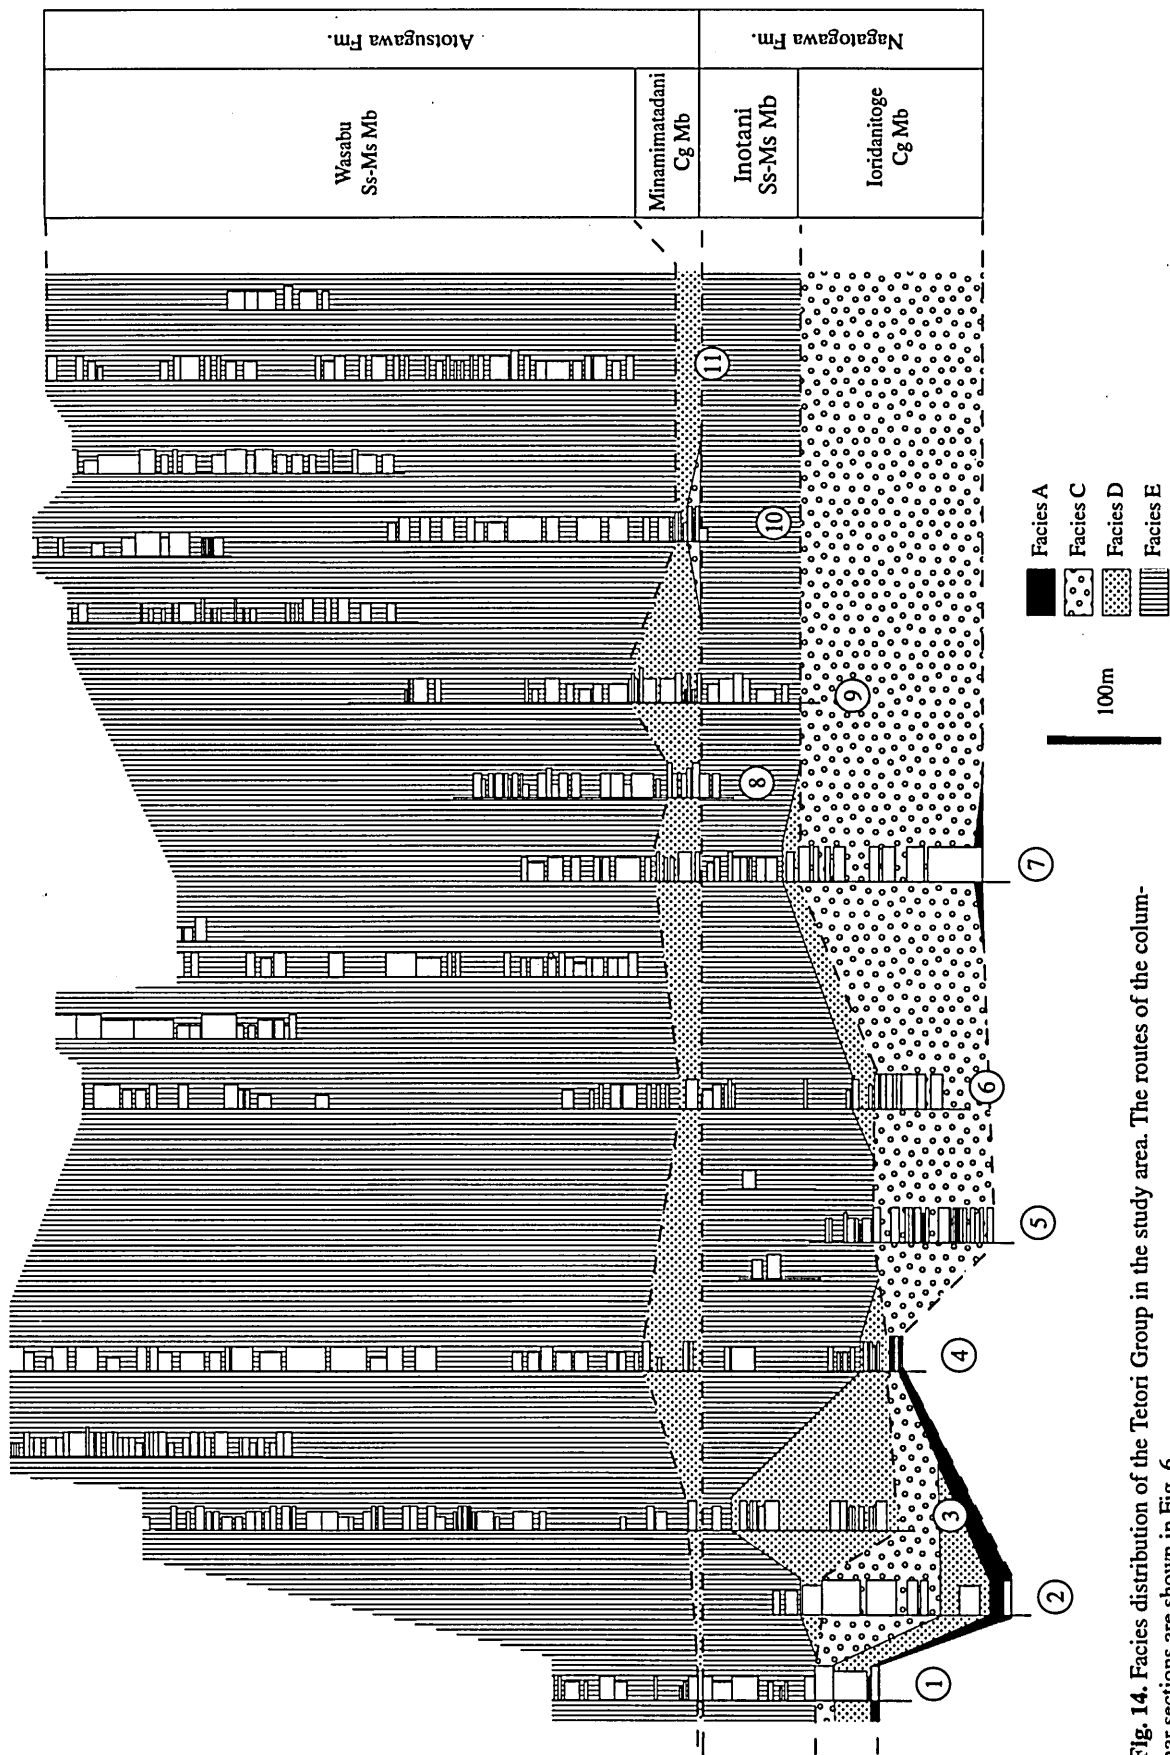 Atotsugawa Fm.
Nagatogawa Fm.
Wasabu
Ss-Ms Mb
Minamimatadani
Cg Mb
Inotani
Ss-Ms Mb
Ioridanitoge
Cg Mb
1
2
3
4
5
6
7
8
9
10
11
100m
Facies A
Facies C
Facies D
Facies E
Fig. 14. Facies distribution of the Tetori Group in the study area. The routes of the colum-
nar sections are shown in Fig. 6.